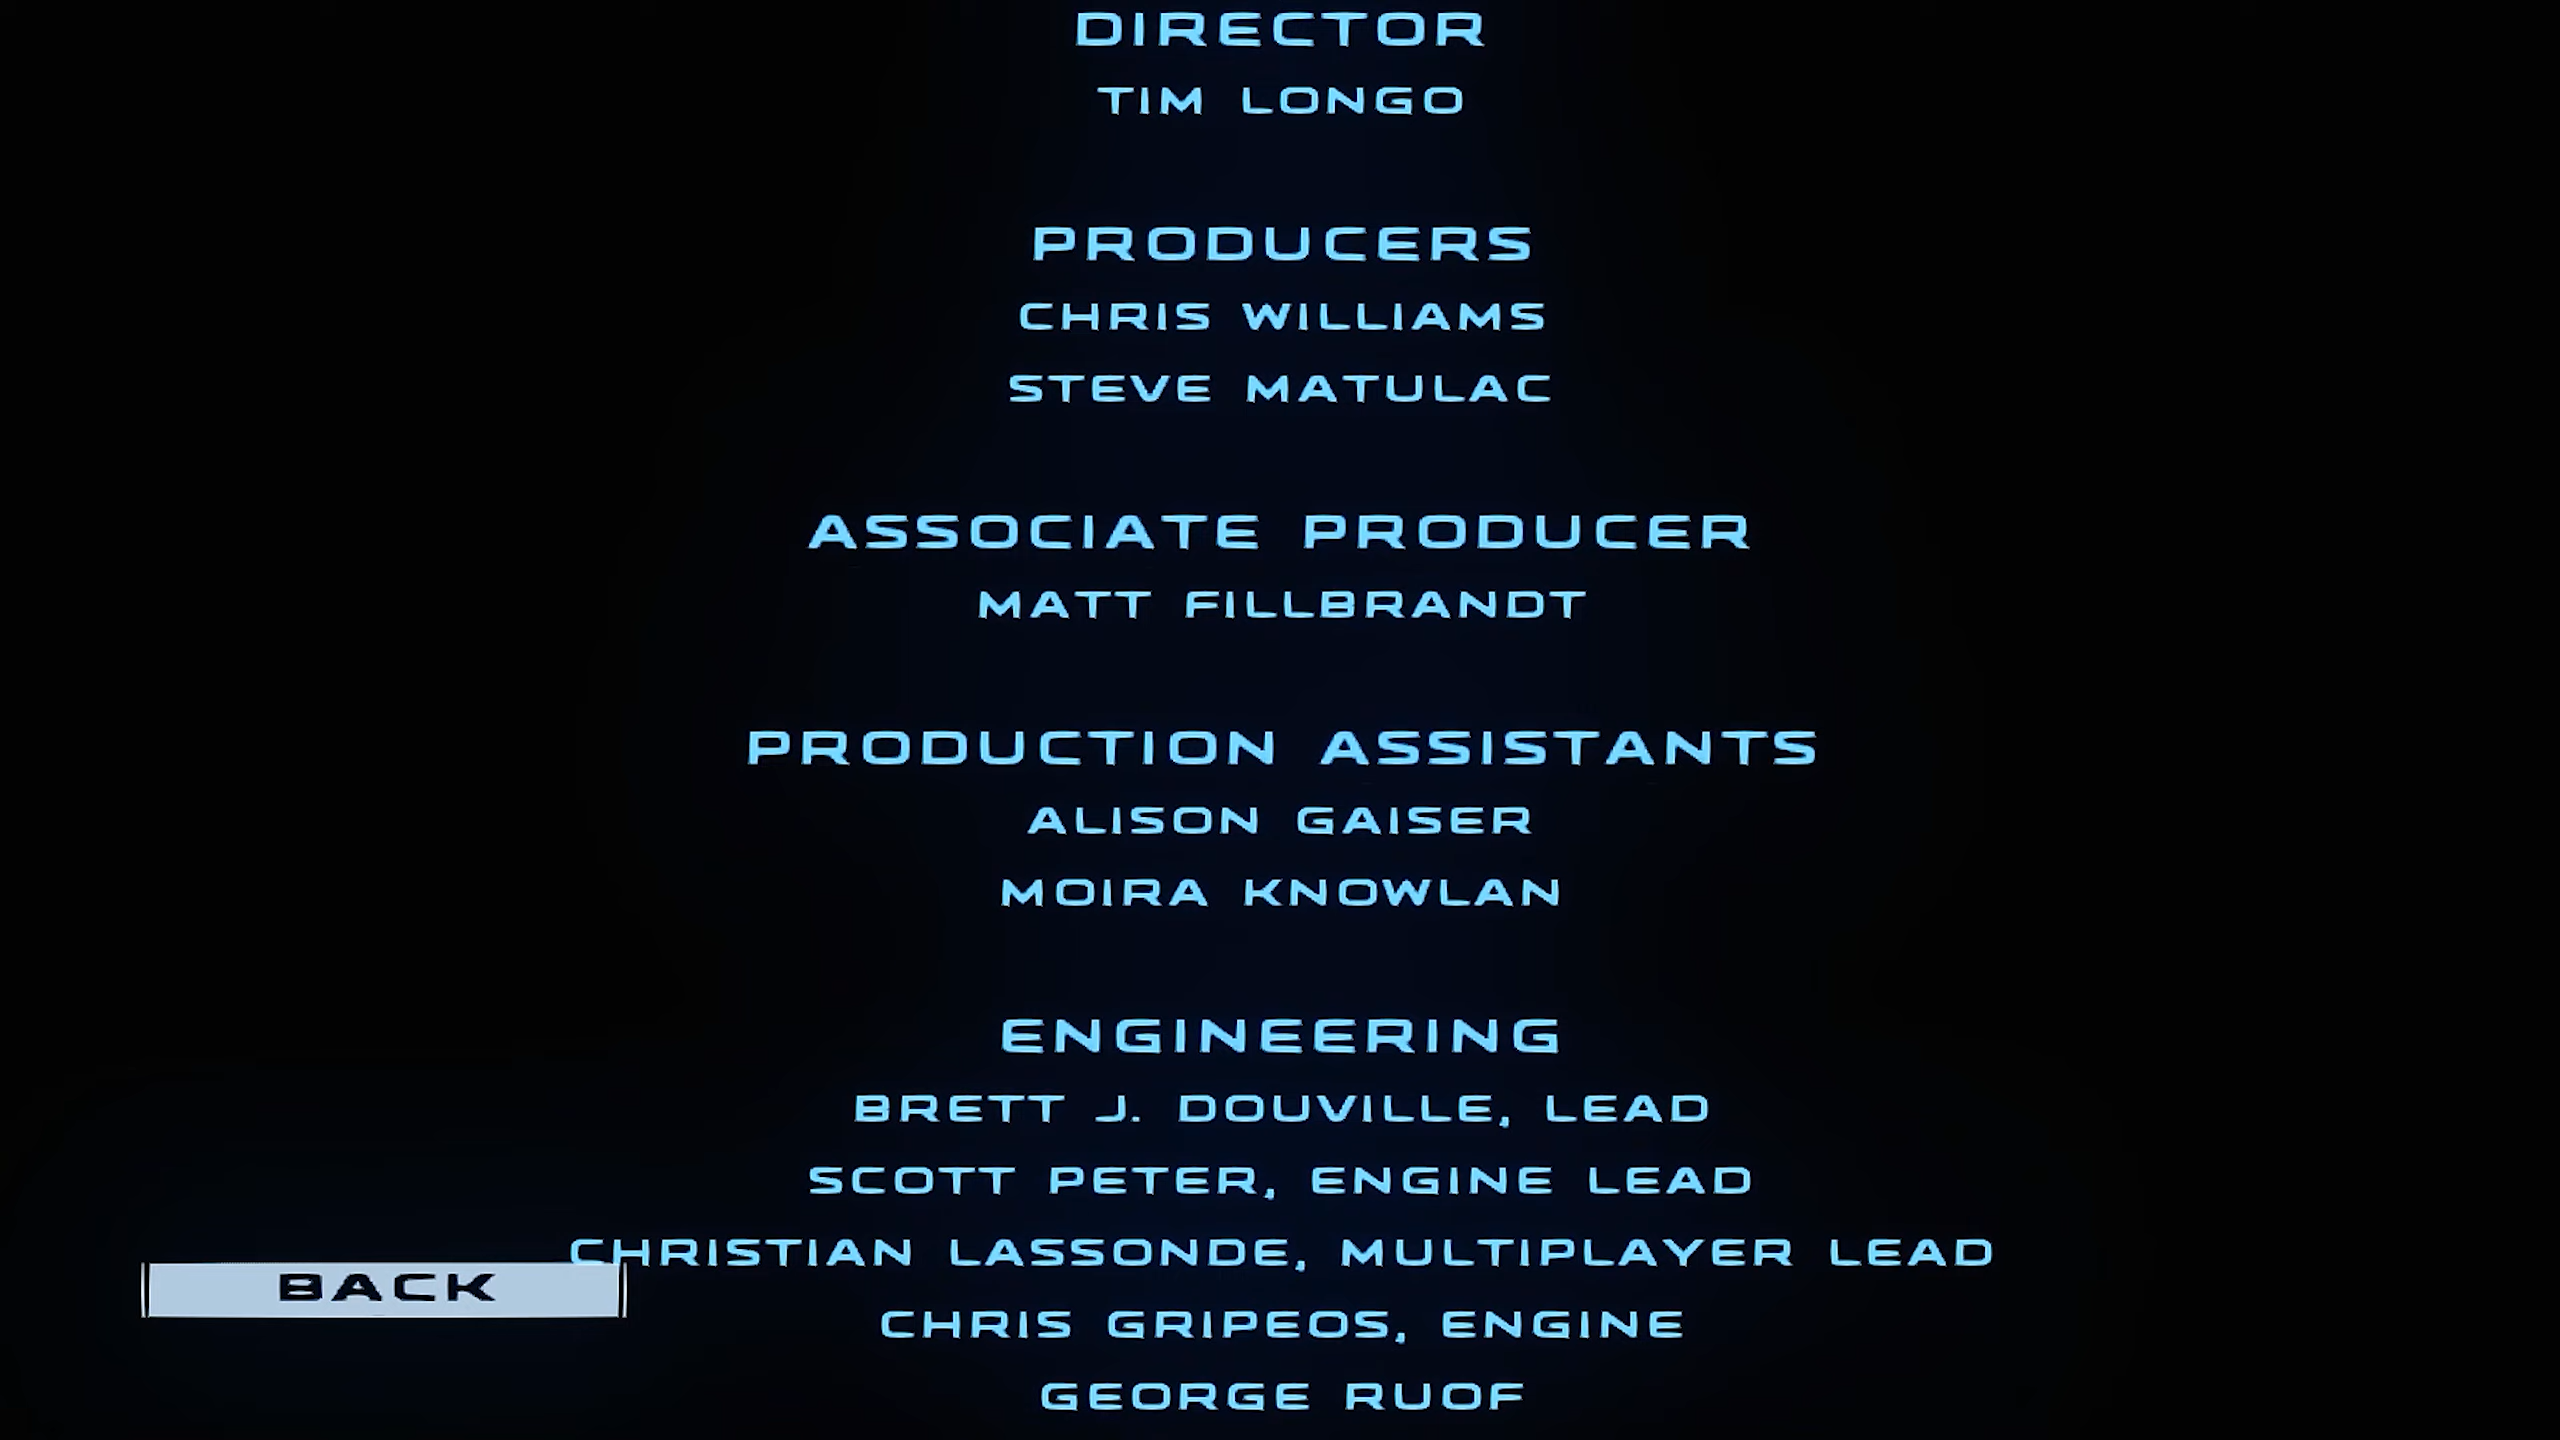 DIRECTOR
TIM LONGO
PRODUCERS
CHRIS WILLIAMS
STEVE MATULAC
ASSOCIATE PRODUCER
MATT FILLBRANDT
PRODUCTION ASSISTANTS
ALISON GAISER
MOIRA KNOWLAN
ENGINEERING
BRETT J. DOUVILLE, LEAD
SCOTT PETER, ENGINE LEAD
CHRISTIAN LASSONDE, MULTIPLAYER LEAD
BACK
CHRIS GRIPEOS, ENGINE
GEORGE RUOF